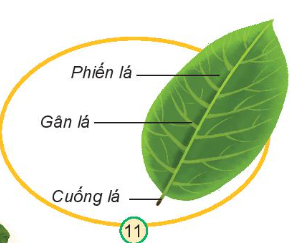 Phiến lá
Gân lá
Cuống lá
11